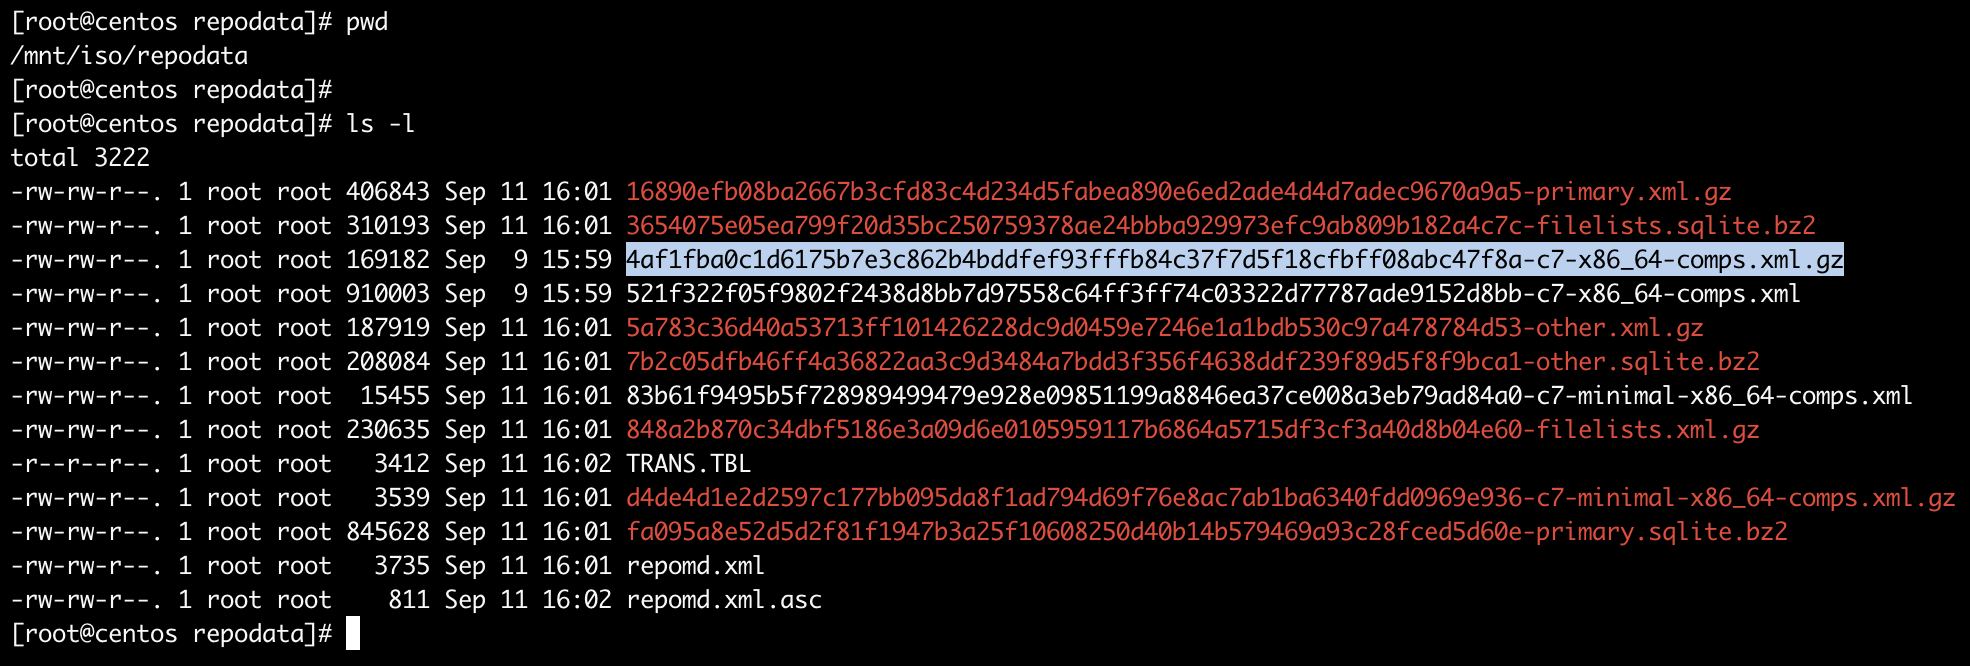 [root@centos repodata]# pwd
/mnt/iso/repodata
[root@centos repodata]#
[root@centos repodata]# ls -l
total 3222
-rw-rw-r--. 1 root root 406843 Sep 11 16:01 16890efb08ba2667b3cfd83c4d234d5fabea890e6ed2ade4d4d7adec9670a9a5-primary.xml.gz
-rw-rw-r--. 1 root root 310193 Sep 11 16:01 3654075e05ea799f20d35bc250759378ae24bbba929973efc9ab809b182a4c7c-filelists.sqlite.bz2
-rw-rw-r--. 1 root root 169182 Sep  9 15:59 4af1fba0c1d6175b7e3c862b4bddfef93fffb84c37f7d5f18cfbff08abc47f8a-c7-x86_64-comps.xml.gz
-rw-rw-r--. 1 root root 910003 Sep  9 15:59 521f322f05f9802f2438d8bb7d97558c64ff3ff74c03322d77787ade9152d8bb-c7-x86_64-comps.xml
-rw-rw-r--. 1 root root 187919 Sep 11 16:01 5a783c36d40a53713ff101426228dc9d0459e7246e1a1bdb530c97a478784d53-other.xml.gz
-rw-rw-r--. 1 root root 208084 Sep 11 16:01 7b2c05dfb46ff4a36822aa3c9d3484a7bdd3f356f4638ddf239f89d5f8f9bca1-other.sqlite.bz2
-rw-rw-r--. 1 root root  15455 Sep 11 16:01 83b61f9495b5f728989499479e928e09851199a8846ea37ce008a3eb79ad84a0-c7-minimal-x86_64-comps.xml
-rw-rw-r--. 1 root root 230635 Sep 11 16:01 848a2b870c34dbf5186e3a09d6e0105959117b6864a5715df3cf3a40d8b04e60-filelists.xml.gz
-r--r--r--. 1 root root   3412 Sep 11 16:02 TRANS.TBL
-rw-rw-r--. 1 root root   3539 Sep 11 16:01 d4de4d1e2d2597c177bb095da8f1ad794d69f76e8ac7ab1ba6340fdd0969e936-c7-minimal-x86_64-comps.xml.gz
-rw-rw-r--. 1 root root 845628 Sep 11 16:01 fa095a8e52d5d2f81f1947b3a25f10608250d40b14b579469a93c28fced5d60e-primary.sqlite.bz2
-rw-rw-r--. 1 root root   3735 Sep 11 16:01 repomd.xml
-rw-rw-r--. 1 root root    811 Sep 11 16:02 repomd.xml.asc
[root@centos repodata]#